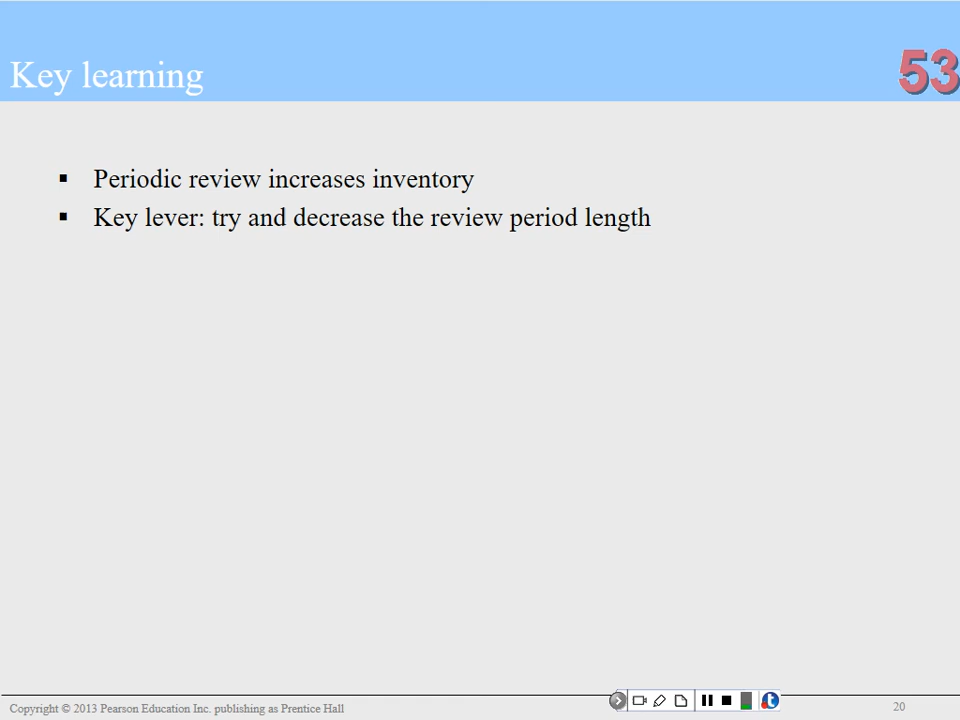 Key learning
53
▪ Periodic review increases inventory
▪ Key lever: try and decrease the review period length
Copyright © 2013 Pearson Education Inc. publishing as Prentice Hall
t
20